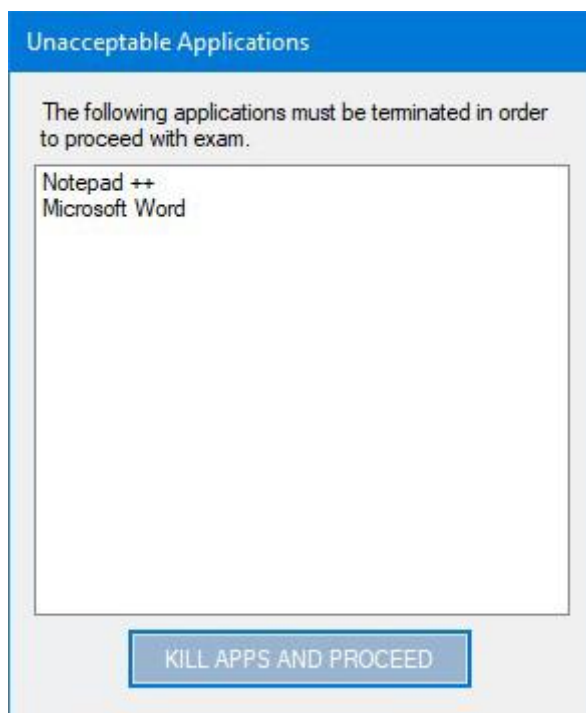 Unacceptable Applications
The following applications must be terminated in order
to proceed with exam.
Notepad ++
Microsoft Word
KILL APPS AND PROCEED